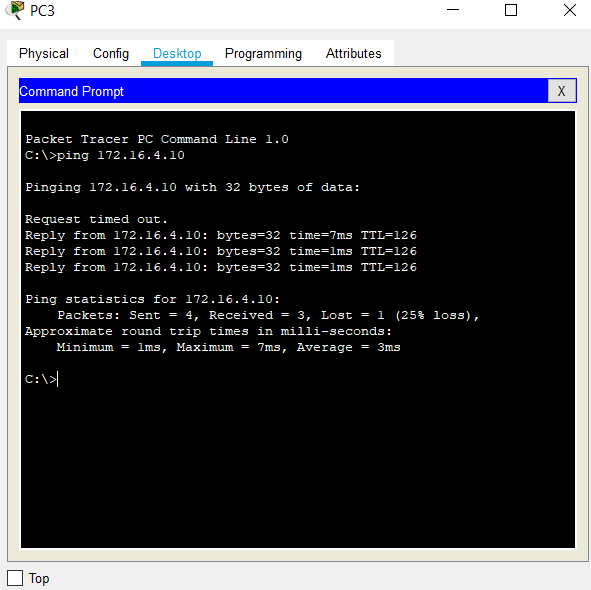 PC3
Physical Config Desktop Programming Attributes
Command Prompt X
Packet Tracer PC Command Line 1.0
C:\>ping 172.16.4.10
Pinging 172.16.4.10 with 32 bytes of data:
Request timed out.
Reply from 172.16.4.10: bytes=32 time=7ms TTL=126
Reply from 172.16.4.10: bytes=32 time=1ms TTL=126
Reply from 172.16.4.10: bytes=32 time=1ms TTL=126
Ping statistics for 172.16.4.10:
Packets: Sent = 4, Received = 3, Lost = 1 (25% loss),
Approximate round trip times in milli-seconds:
Minimum = 1ms, Maximum = 7ms, Average = 3ms
C:\>
Top